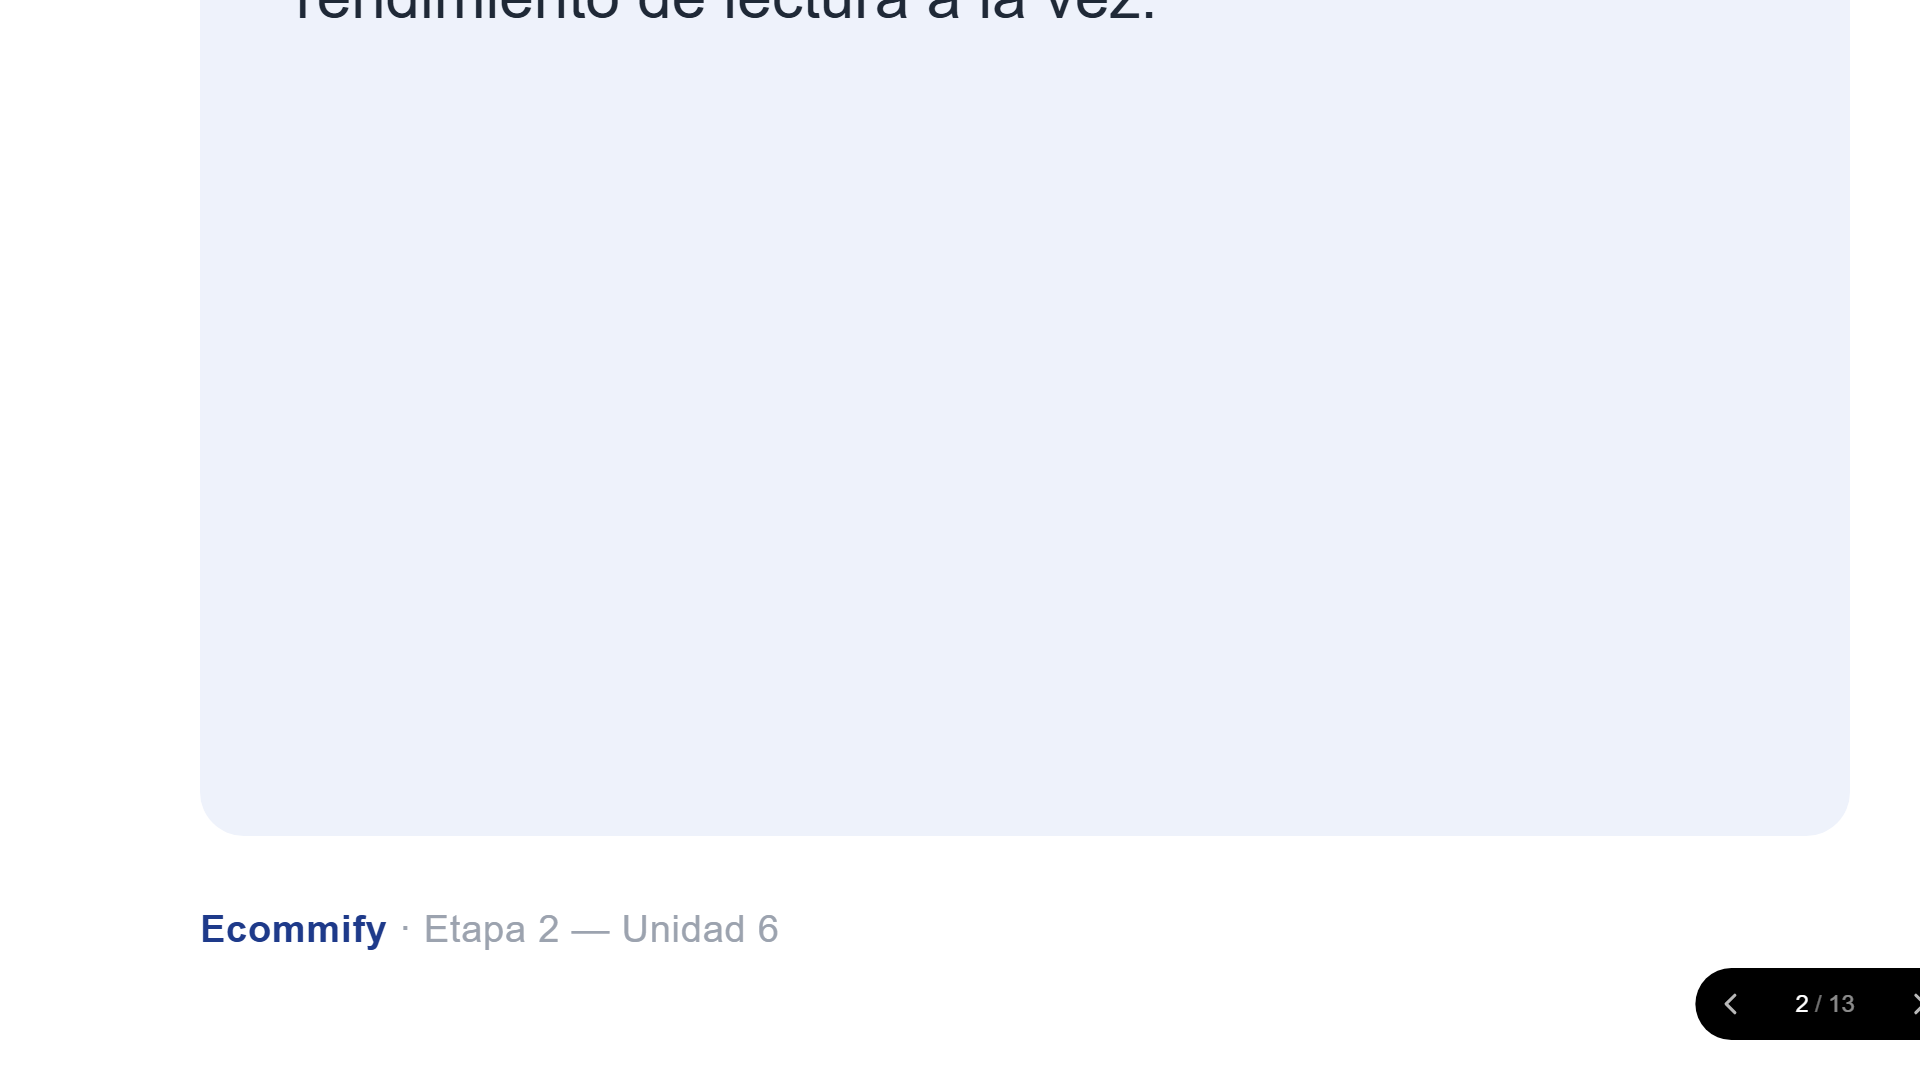 rendimiento de lectura a la vez.
Ecommify · Etapa 2 — Unidad 6
2 / 13